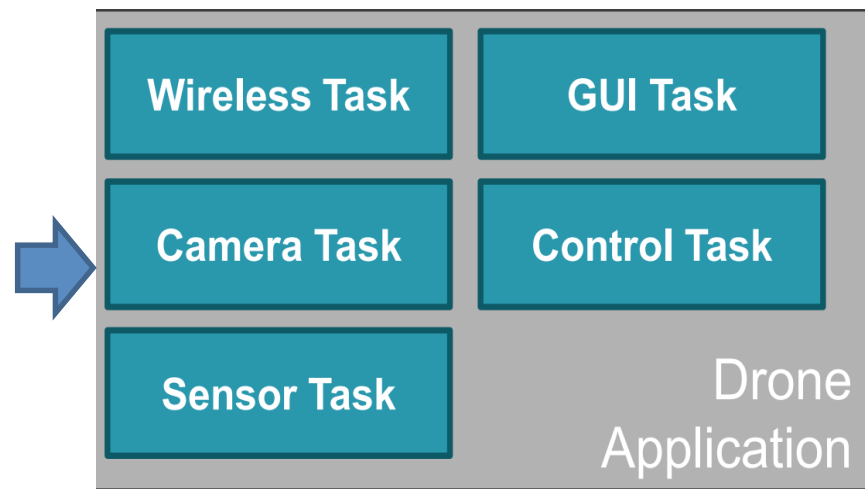 Wireless Task
GUI Task
Camera Task
Control Task
Sensor Task
Drone
Application